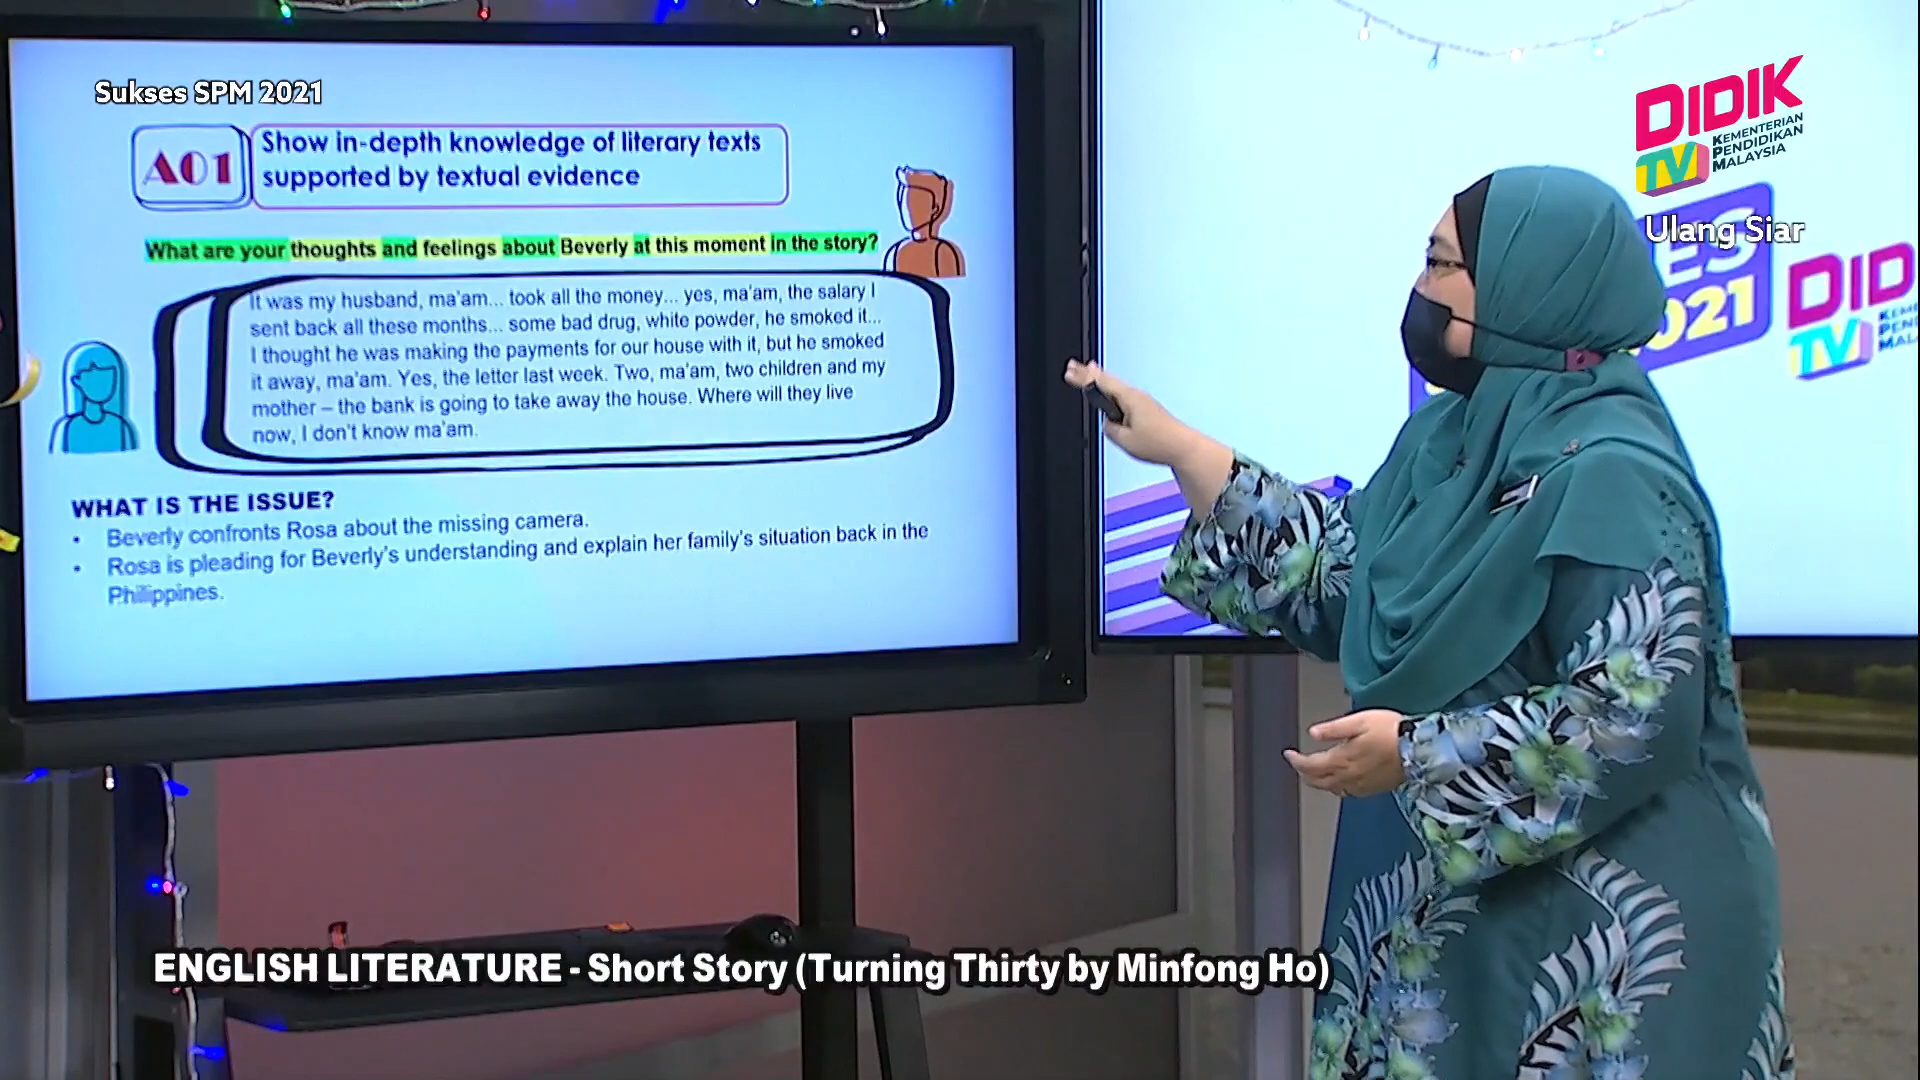 Sukses SPM 2021
AO1
Show in-depth knowledge of literary texts
supported by textual evidence
What are your thoughts and feelings about Beverly at this moment in the story?
It was my husband, ma'am... took all the money... yes, ma'am, the salary I
sent back all these months... some bad drug, white powder, he smoked it...
I thought he was making the payments for our house with it, but he smoked
it away, ma'am. Yes, the letter last week. Two, ma'am, two children and my
mother – the bank is going to take away the house. Where will they live
now, I don't know ma'am.
WHAT IS THE ISSUE?
• Beverly confronts Rosa about the missing camera.
• Rosa is pleading for Beverly's understanding and explain her family's situation back in the
Philippines.
DIDIK
TV
KEMENTERIAN
PENDIDIKAN
MALAYSIA
Ulang Siar
ES
2021
DID
TV
ENGLISH LITERATURE - Short Story (Turning Thirty by Minfong Ho)